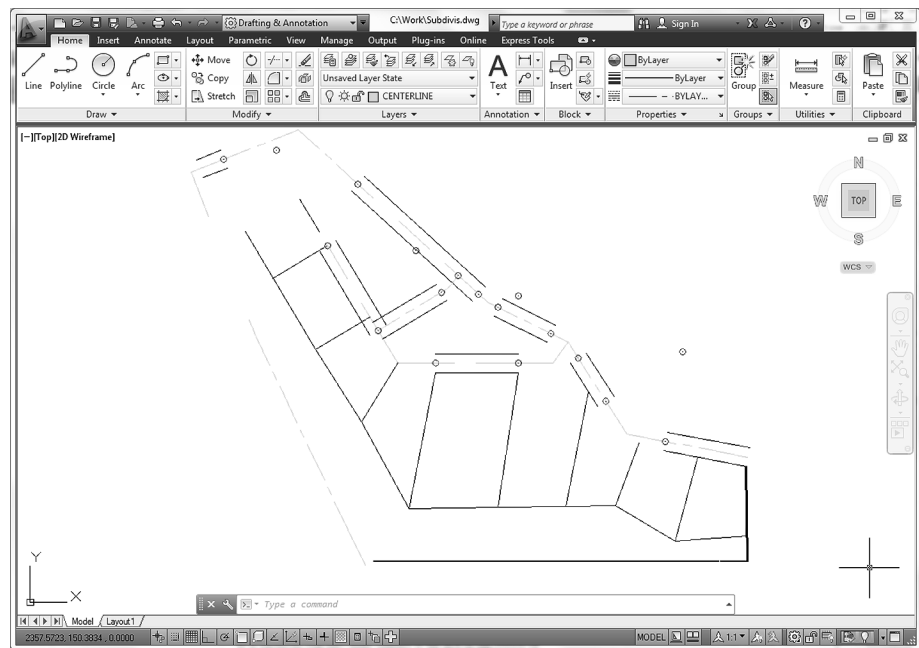 Drafting & Annotation
C:\Work\Subdivis.dwg
Type a keyword or phrase
Sign In
Home Insert Annotate Layout Parametric View Manage Output Plug-ins Online Express Tools
Line Polyline Circle Arc
Move
Copy
Stretch
Unsaved Layer State
CENTERLINE
Text
Insert
ByLayer
ByLayer
BYLAY...
Group
Measure
Paste
Draw Modify Layers Annotation Block Properties Groups Utilities Clipboard
[−][Top][2D Wireframe]
N
W TOP E
S
WCS
Y
X
Type a command
Model Layout1
2357.5723, 150.3834 , 0.0000
MODEL
1:1